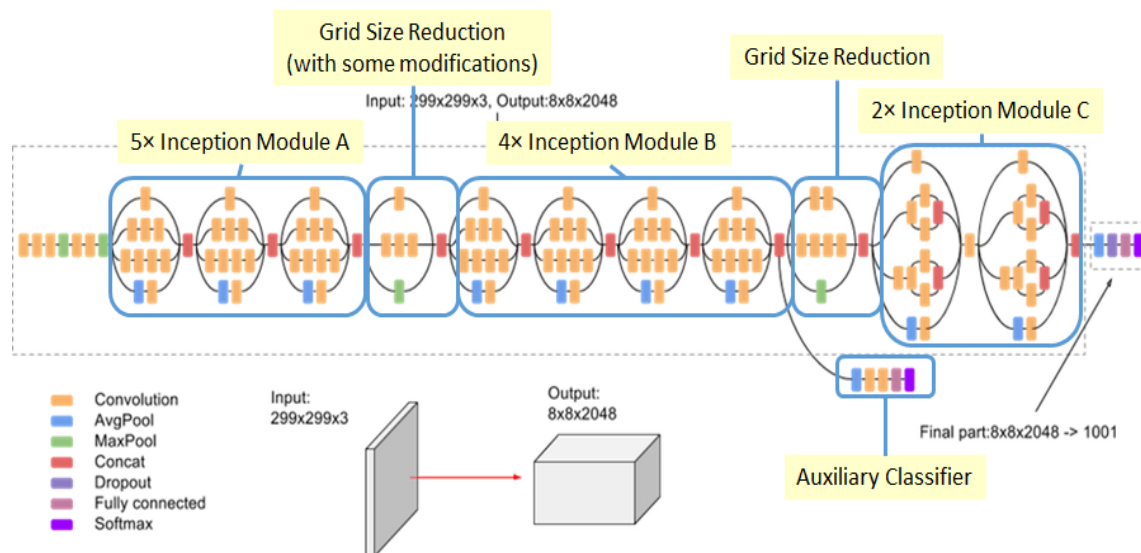 Grid Size Reduction
(with some modifications)
Grid Size Reduction
Input: 299x299x3, Output:8x8x2048
2× Inception Module C
5× Inception Module A
4× Inception Module B
Convolution
AvgPool
MaxPool
Concat
Dropout
Fully connected
Softmax
Input:
299x299x3
Output:
8x8x2048
Final part:8x8x2048 -> 1001
Auxiliary Classifier